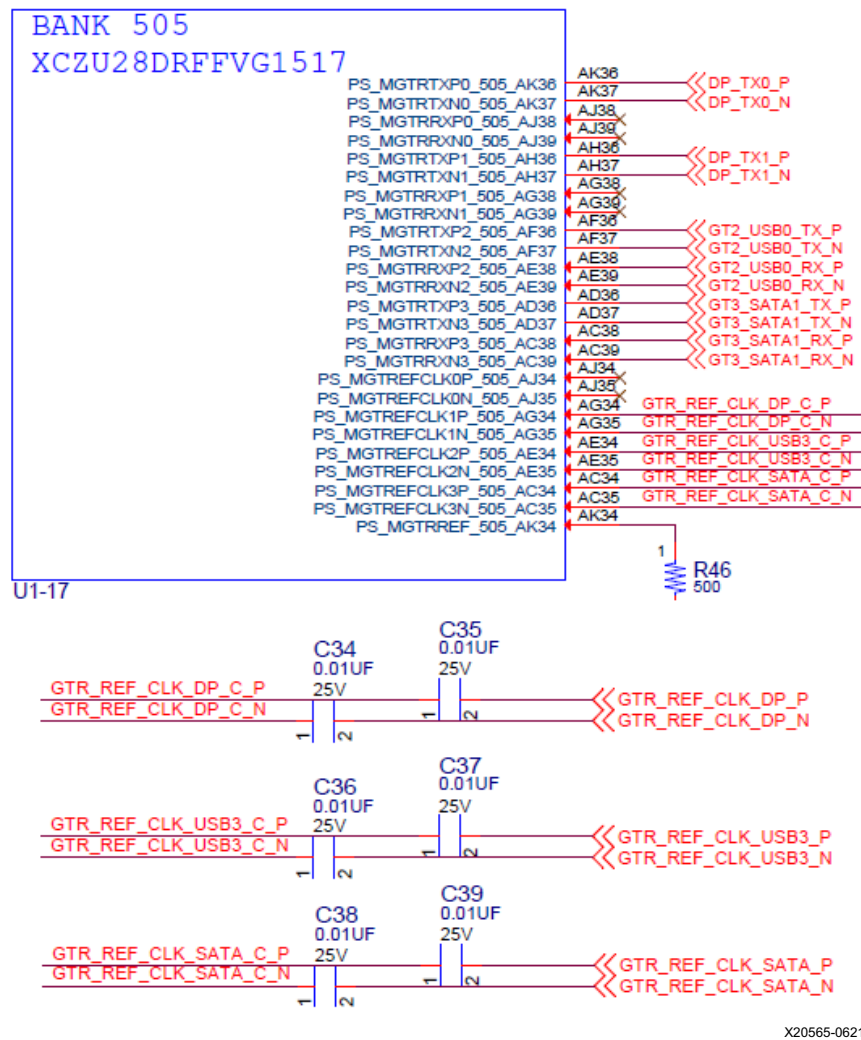 BANK 505
XCZU28DRFFVG1517
PS_MGTRTXP0_505_AK36 AK36 DP_TX0_P
PS_MGTRTXN0_505_AK37 AK37 DP_TX0_N
PS_MGTRRXP0_505_AJ38 AJ38
PS_MGTRRXN0_505_AJ39 AJ39
PS_MGTRTXP1_505_AH36 AH36 DP_TX1_P
PS_MGTRTXN1_505_AH37 AH37 DP_TX1_N
PS_MGTRRXP1_505_AG38 AG38
PS_MGTRRXN1_505_AG39 AG39
PS_MGTRTXP2_505_AF36 AF36 GT2_USB0_TX_P
PS_MGTRTXN2_505_AF37 AF37 GT2_USB0_TX_N
PS_MGTRRXP2_505_AE38 AE38 GT2_USB0_RX_P
PS_MGTRRXN2_505_AE39 AE39 GT2_USB0_RX_N
PS_MGTRTXP3_505_AD36 AD36 GT3_SATA1_TX_P
PS_MGTRTXN3_505_AD37 AD37 GT3_SATA1_TX_N
PS_MGTRRXP3_505_AC38 AC38 GT3_SATA1_RX_P
PS_MGTRRXN3_505_AC39 AC39 GT3_SATA1_RX_N
PS_MGTREFCLK0P_505_AJ34 AJ34
PS_MGTREFCLK0N_505_AJ35 AJ35
PS_MGTREFCLK1P_505_AG34 AG34 GTR_REF_CLK_DP_C_P
PS_MGTREFCLK1N_505_AG35 AG35 GTR_REF_CLK_DP_C_N
PS_MGTREFCLK2P_505_AE34 AE34 GTR_REF_CLK_USB3_C_P
PS_MGTREFCLK2N_505_AE35 AE35 GTR_REF_CLK_USB3_C_N
PS_MGTREFCLK3P_505_AC34 AC34 GTR_REF_CLK_SATA_C_P
PS_MGTREFCLK3N_505_AC35 AC35 GTR_REF_CLK_SATA_C_N
PS_MGTRREF_505_AK34 AK34
1
R46
500
U1-17
C34 C35
0.01UF 0.01UF
25V 25V
GTR_REF_CLK_DP_C_P GTR_REF_CLK_DP_P
GTR_REF_CLK_DP_C_N GTR_REF_CLK_DP_N
1 2 1 2
C36 C37
0.01UF 0.01UF
25V 25V
GTR_REF_CLK_USB3_C_P GTR_REF_CLK_USB3_P
GTR_REF_CLK_USB3_C_N GTR_REF_CLK_USB3_N
1 2 1 2
C38 C39
0.01UF 0.01UF
25V 25V
GTR_REF_CLK_SATA_C_P GTR_REF_CLK_SATA_P
GTR_REF_CLK_SATA_C_N GTR_REF_CLK_SATA_N
1 2 1 2
X20565-0621